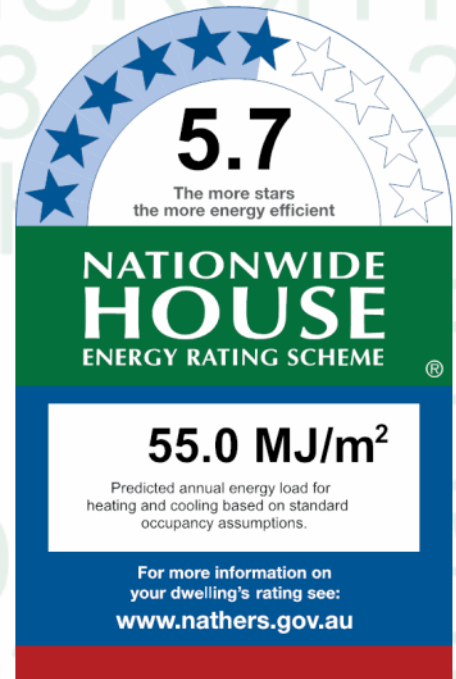 5.7
The more stars
the more energy efficient
NATIONWIDE
HOUSE
ENERGY RATING SCHEME
®
55.0 MJ/m²
Predicted annual energy load for
heating and cooling based on standard
occupancy assumptions.
For more information on
your dwelling's rating see:
www.nathers.gov.au